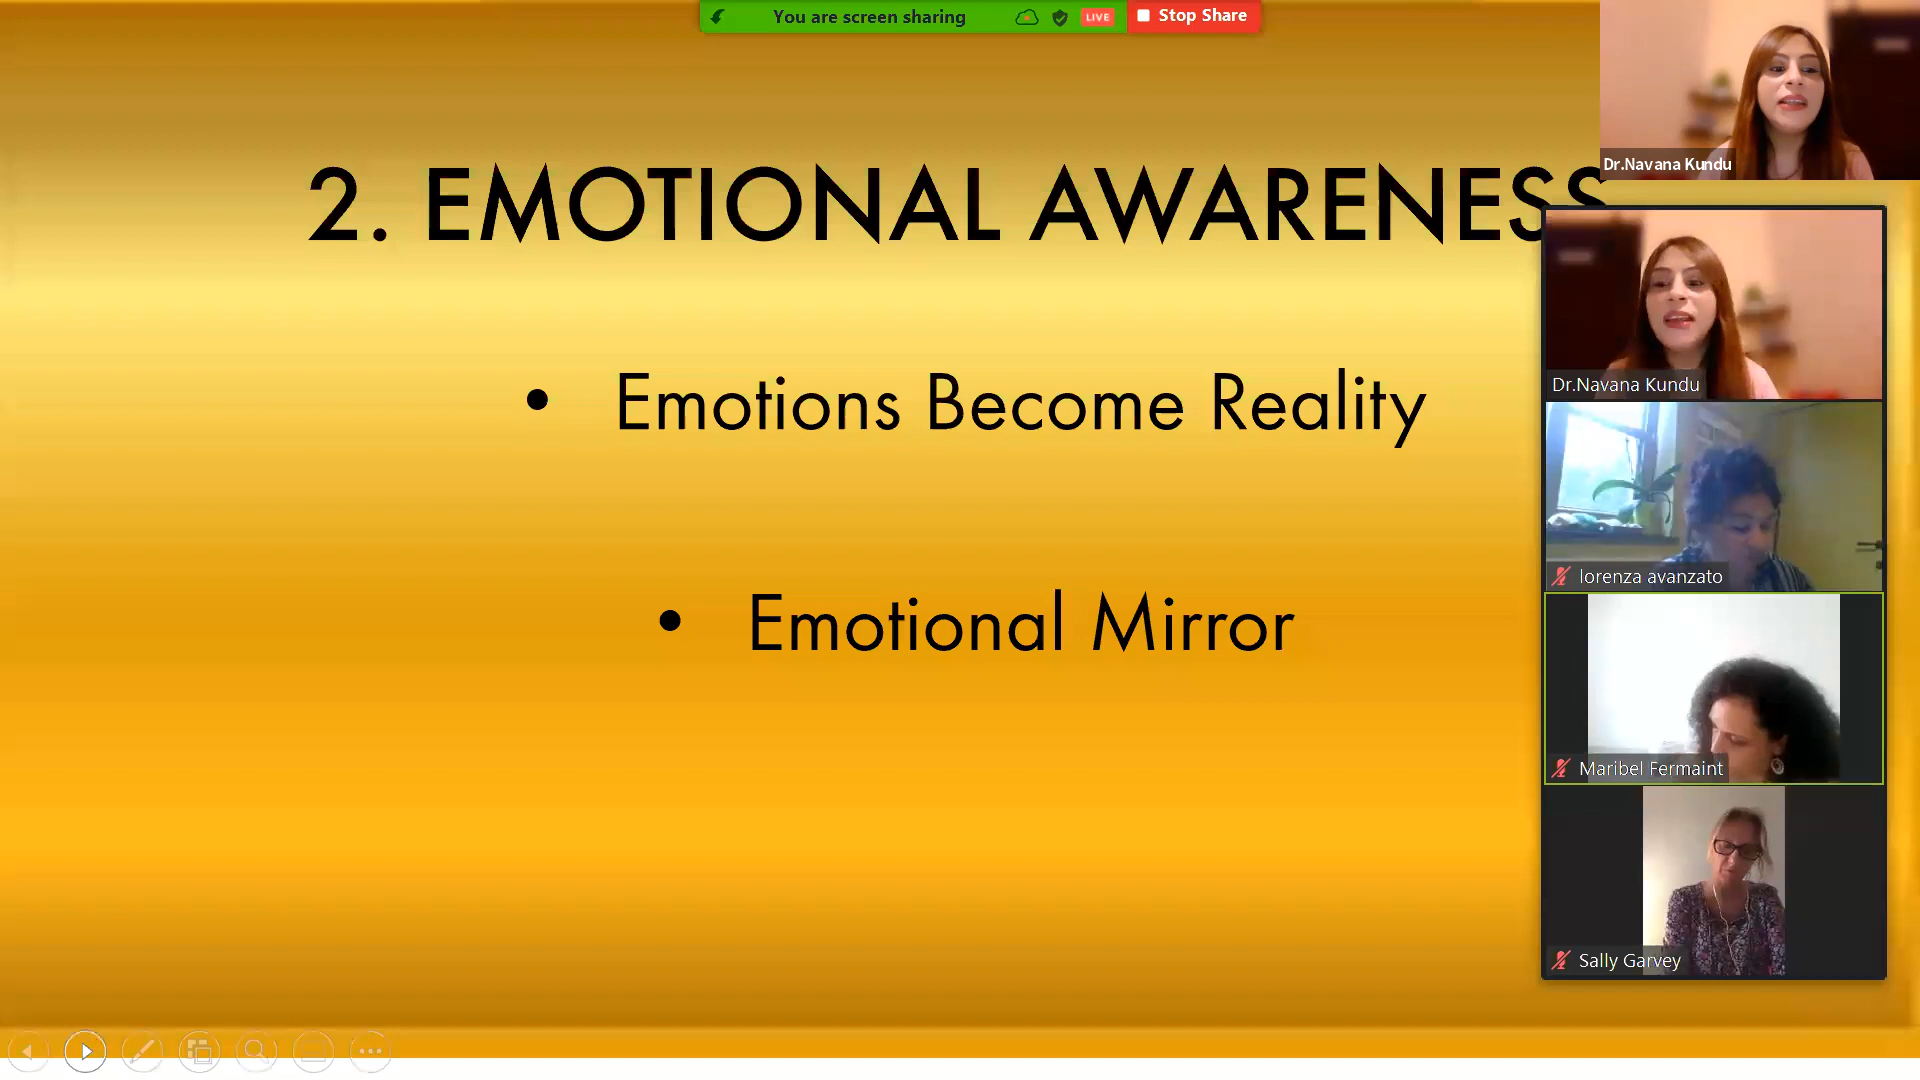 You are screen sharing
LIVE
Stop Share
Dr.Navana Kundu
2. EMOTIONAL AWARENESS
• Emotions Become Reality
• Emotional Mirror
Dr.Navana Kundu
lorenza avanzato
Maribel Fermaint
Sally Garvey